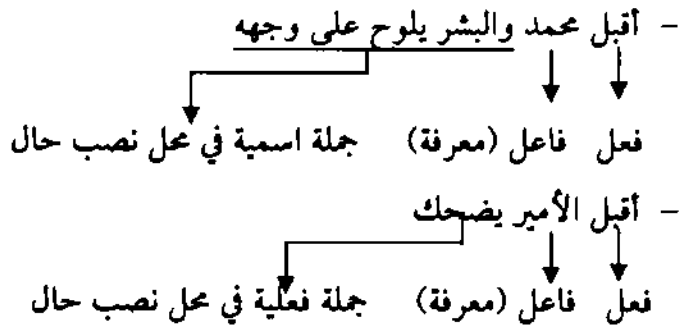 - أقبل محمد والبشر يلوح على وجهه
فعل فاعل (معرفة) جملة اسمية في محل نصب حال
- أقبل الأمير يضحك
فعل فاعل (معرفة) جملة فعلية في محل نصب حال